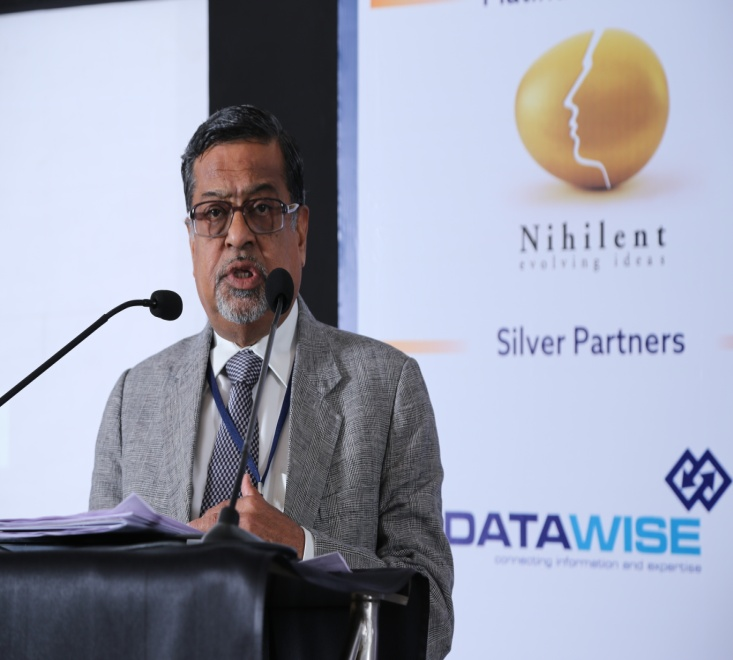 Nihilent
evolving ideas
Silver Partners
DATAWISE
connecting information and expertise